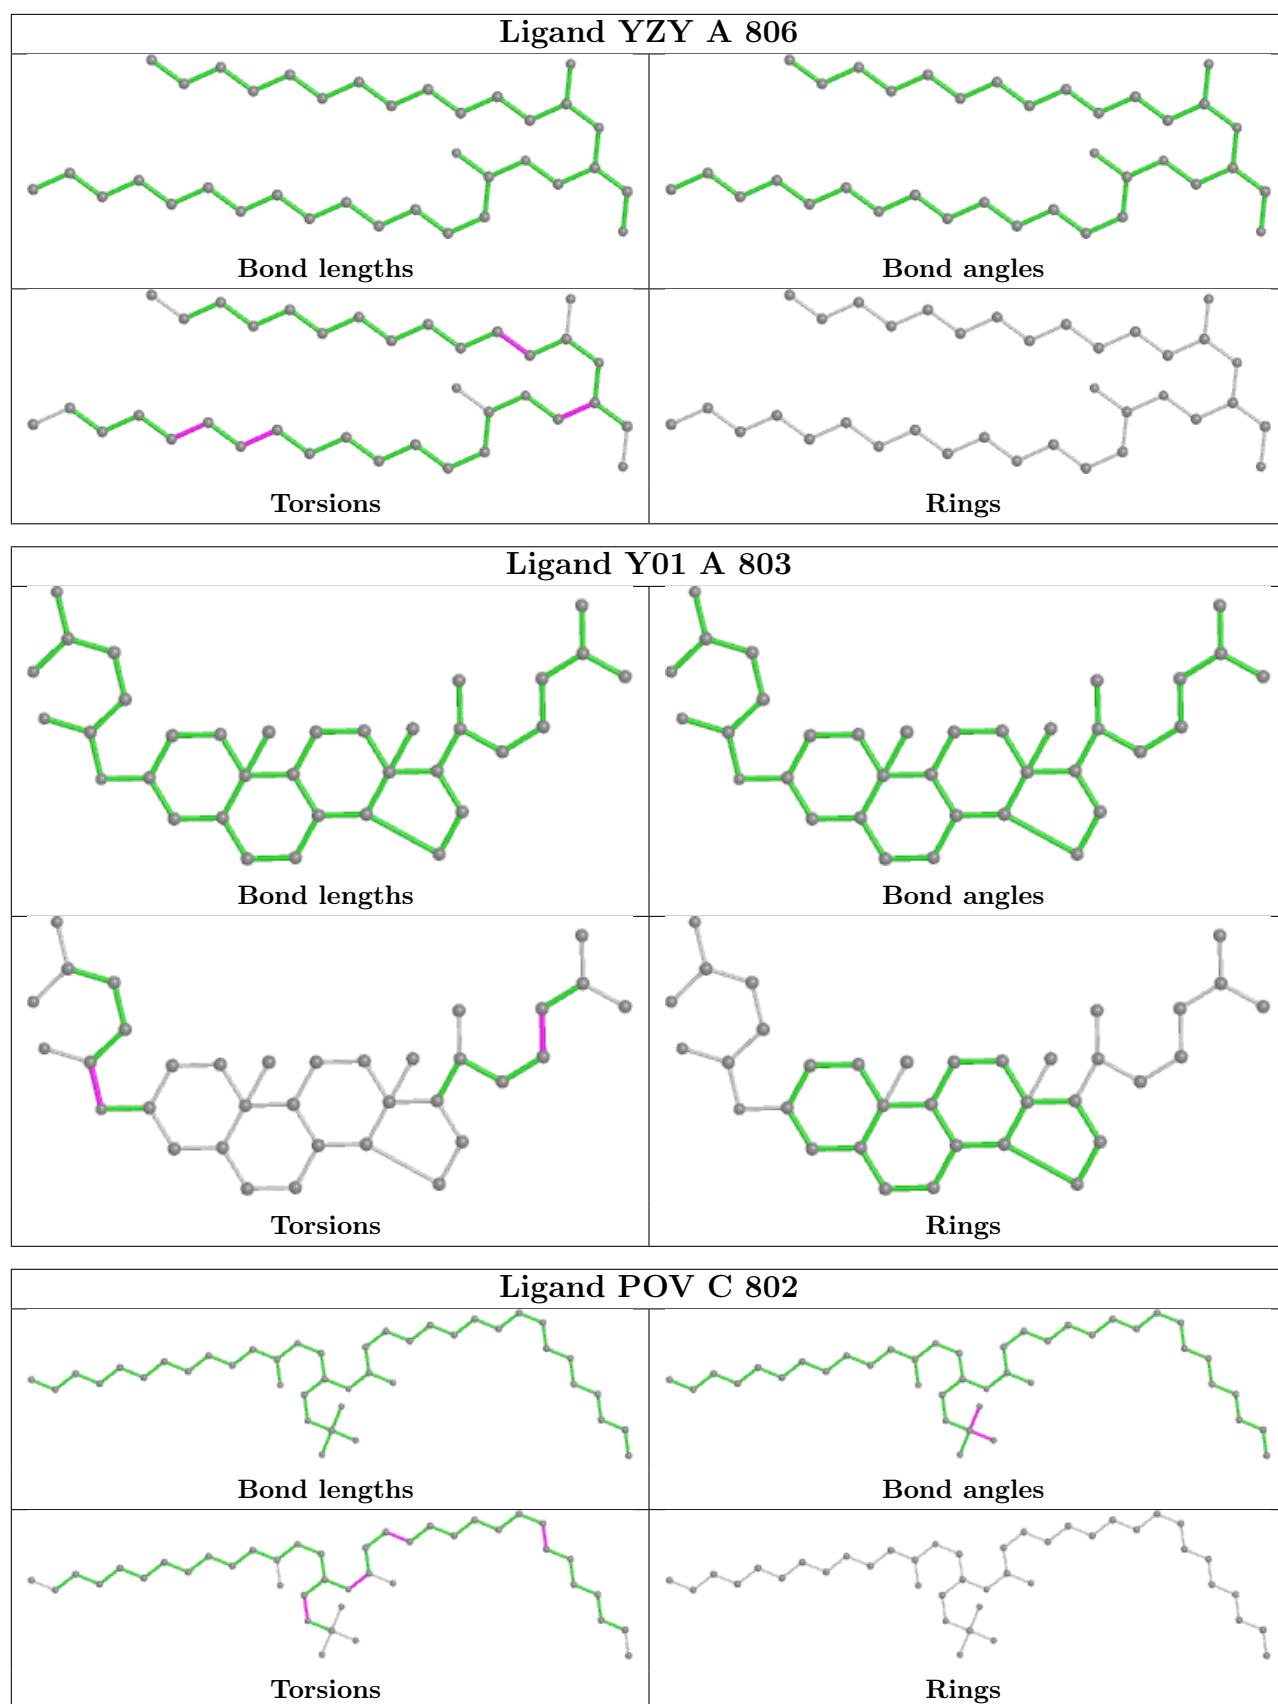 Ligand YZY A 806
Bond lengths
Bond angles
Torsions
Rings
Ligand Y01 A 803
Bond lengths
Bond angles
Torsions
Rings
Ligand POV C 802
Bond lengths
Bond angles
Torsions
Rings